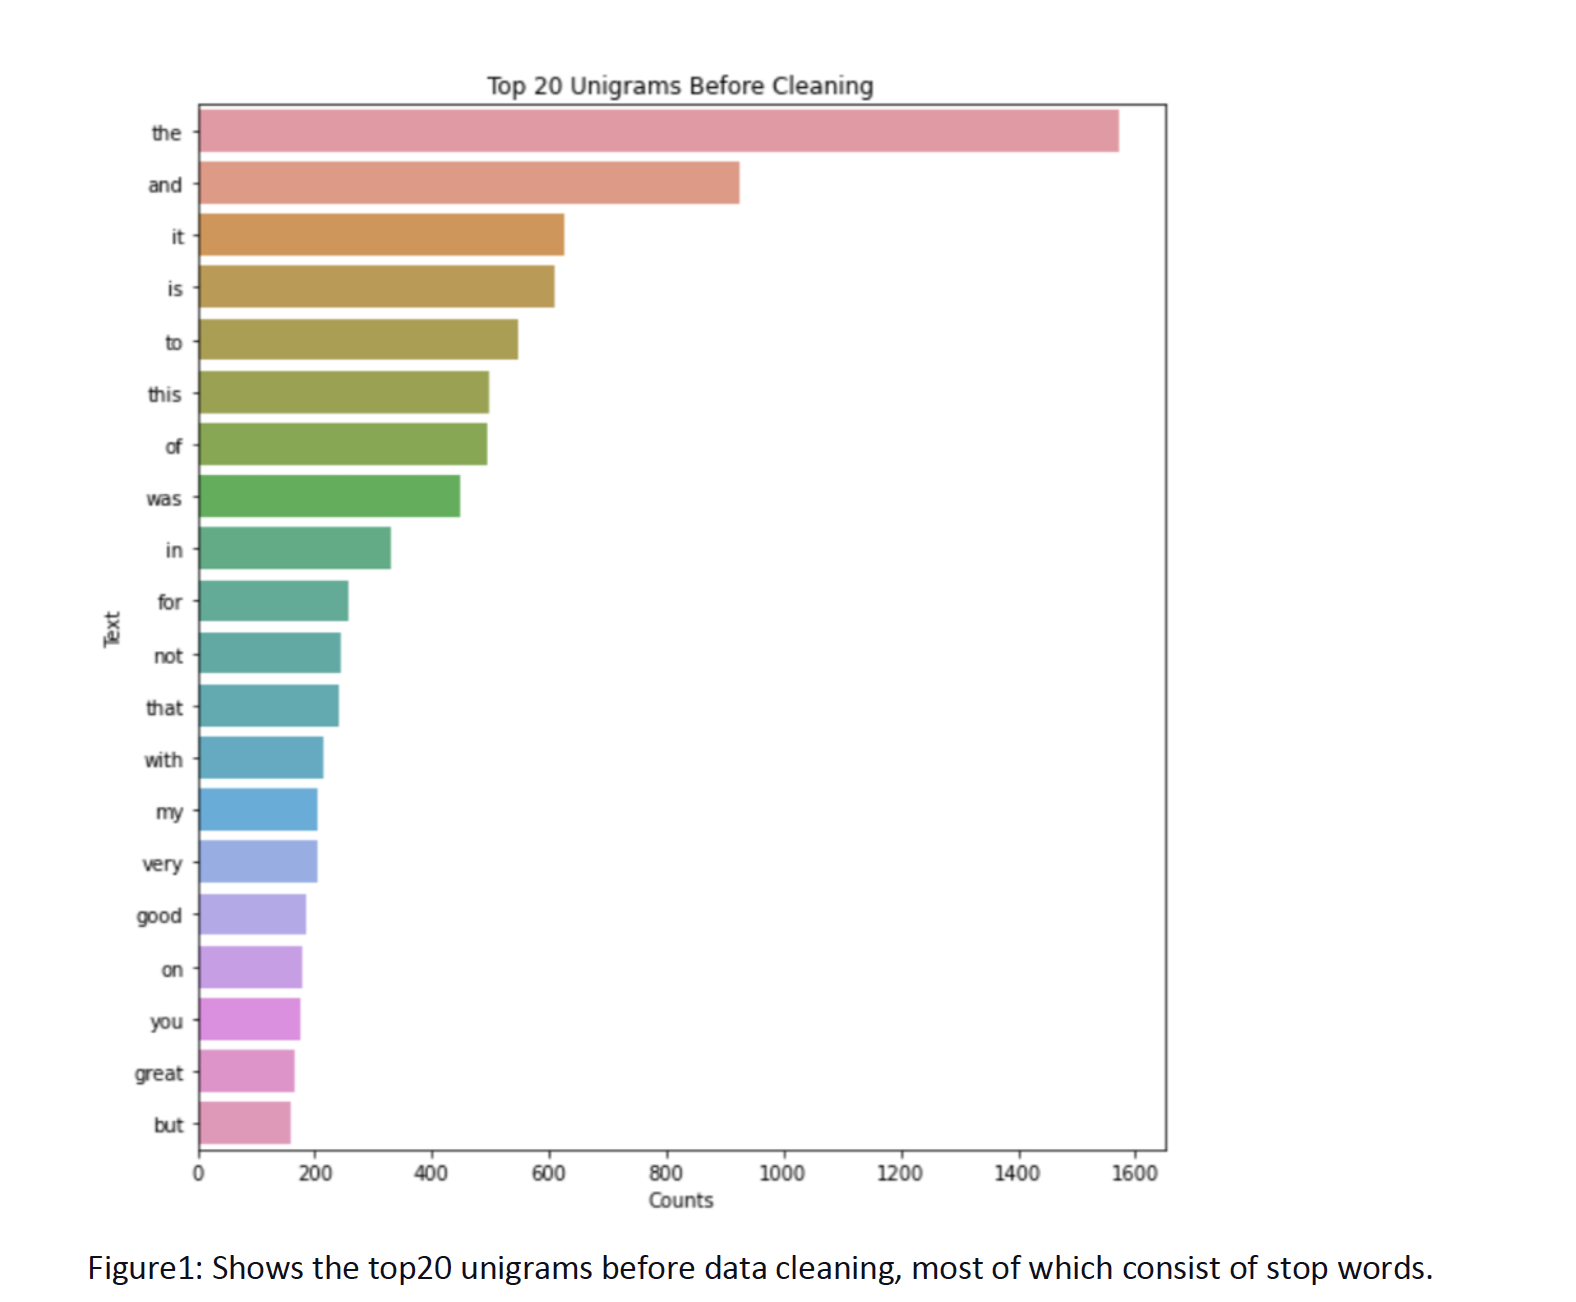 Top 20 Unigrams Before Cleaning
the
and
it
is
to
this
of
was
in
for
not
that
with
my
very
good
on
you
great
but
Text
0 200 400 600 800 1000 1200 1400 1600
Counts
Figure1: Shows the top20 unigrams before data cleaning, most of which consist of stop words.